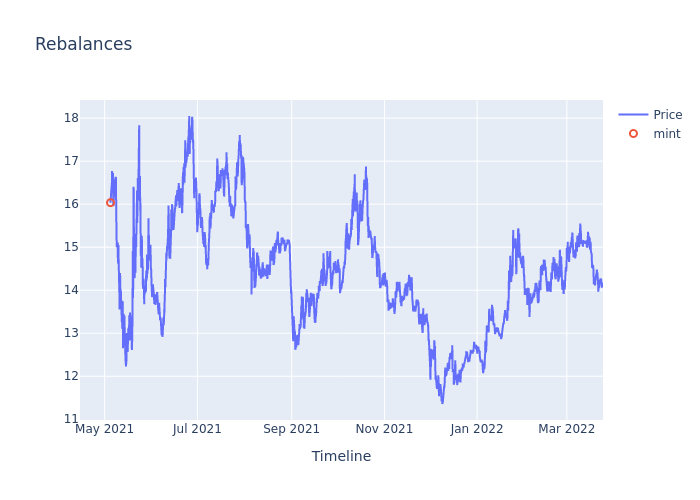 Rebalances
Price
mint
18
17
16
15
14
13
12
11
May 2021
Jul 2021
Sep 2021
Nov 2021
Jan 2022
Mar 2022
Timeline